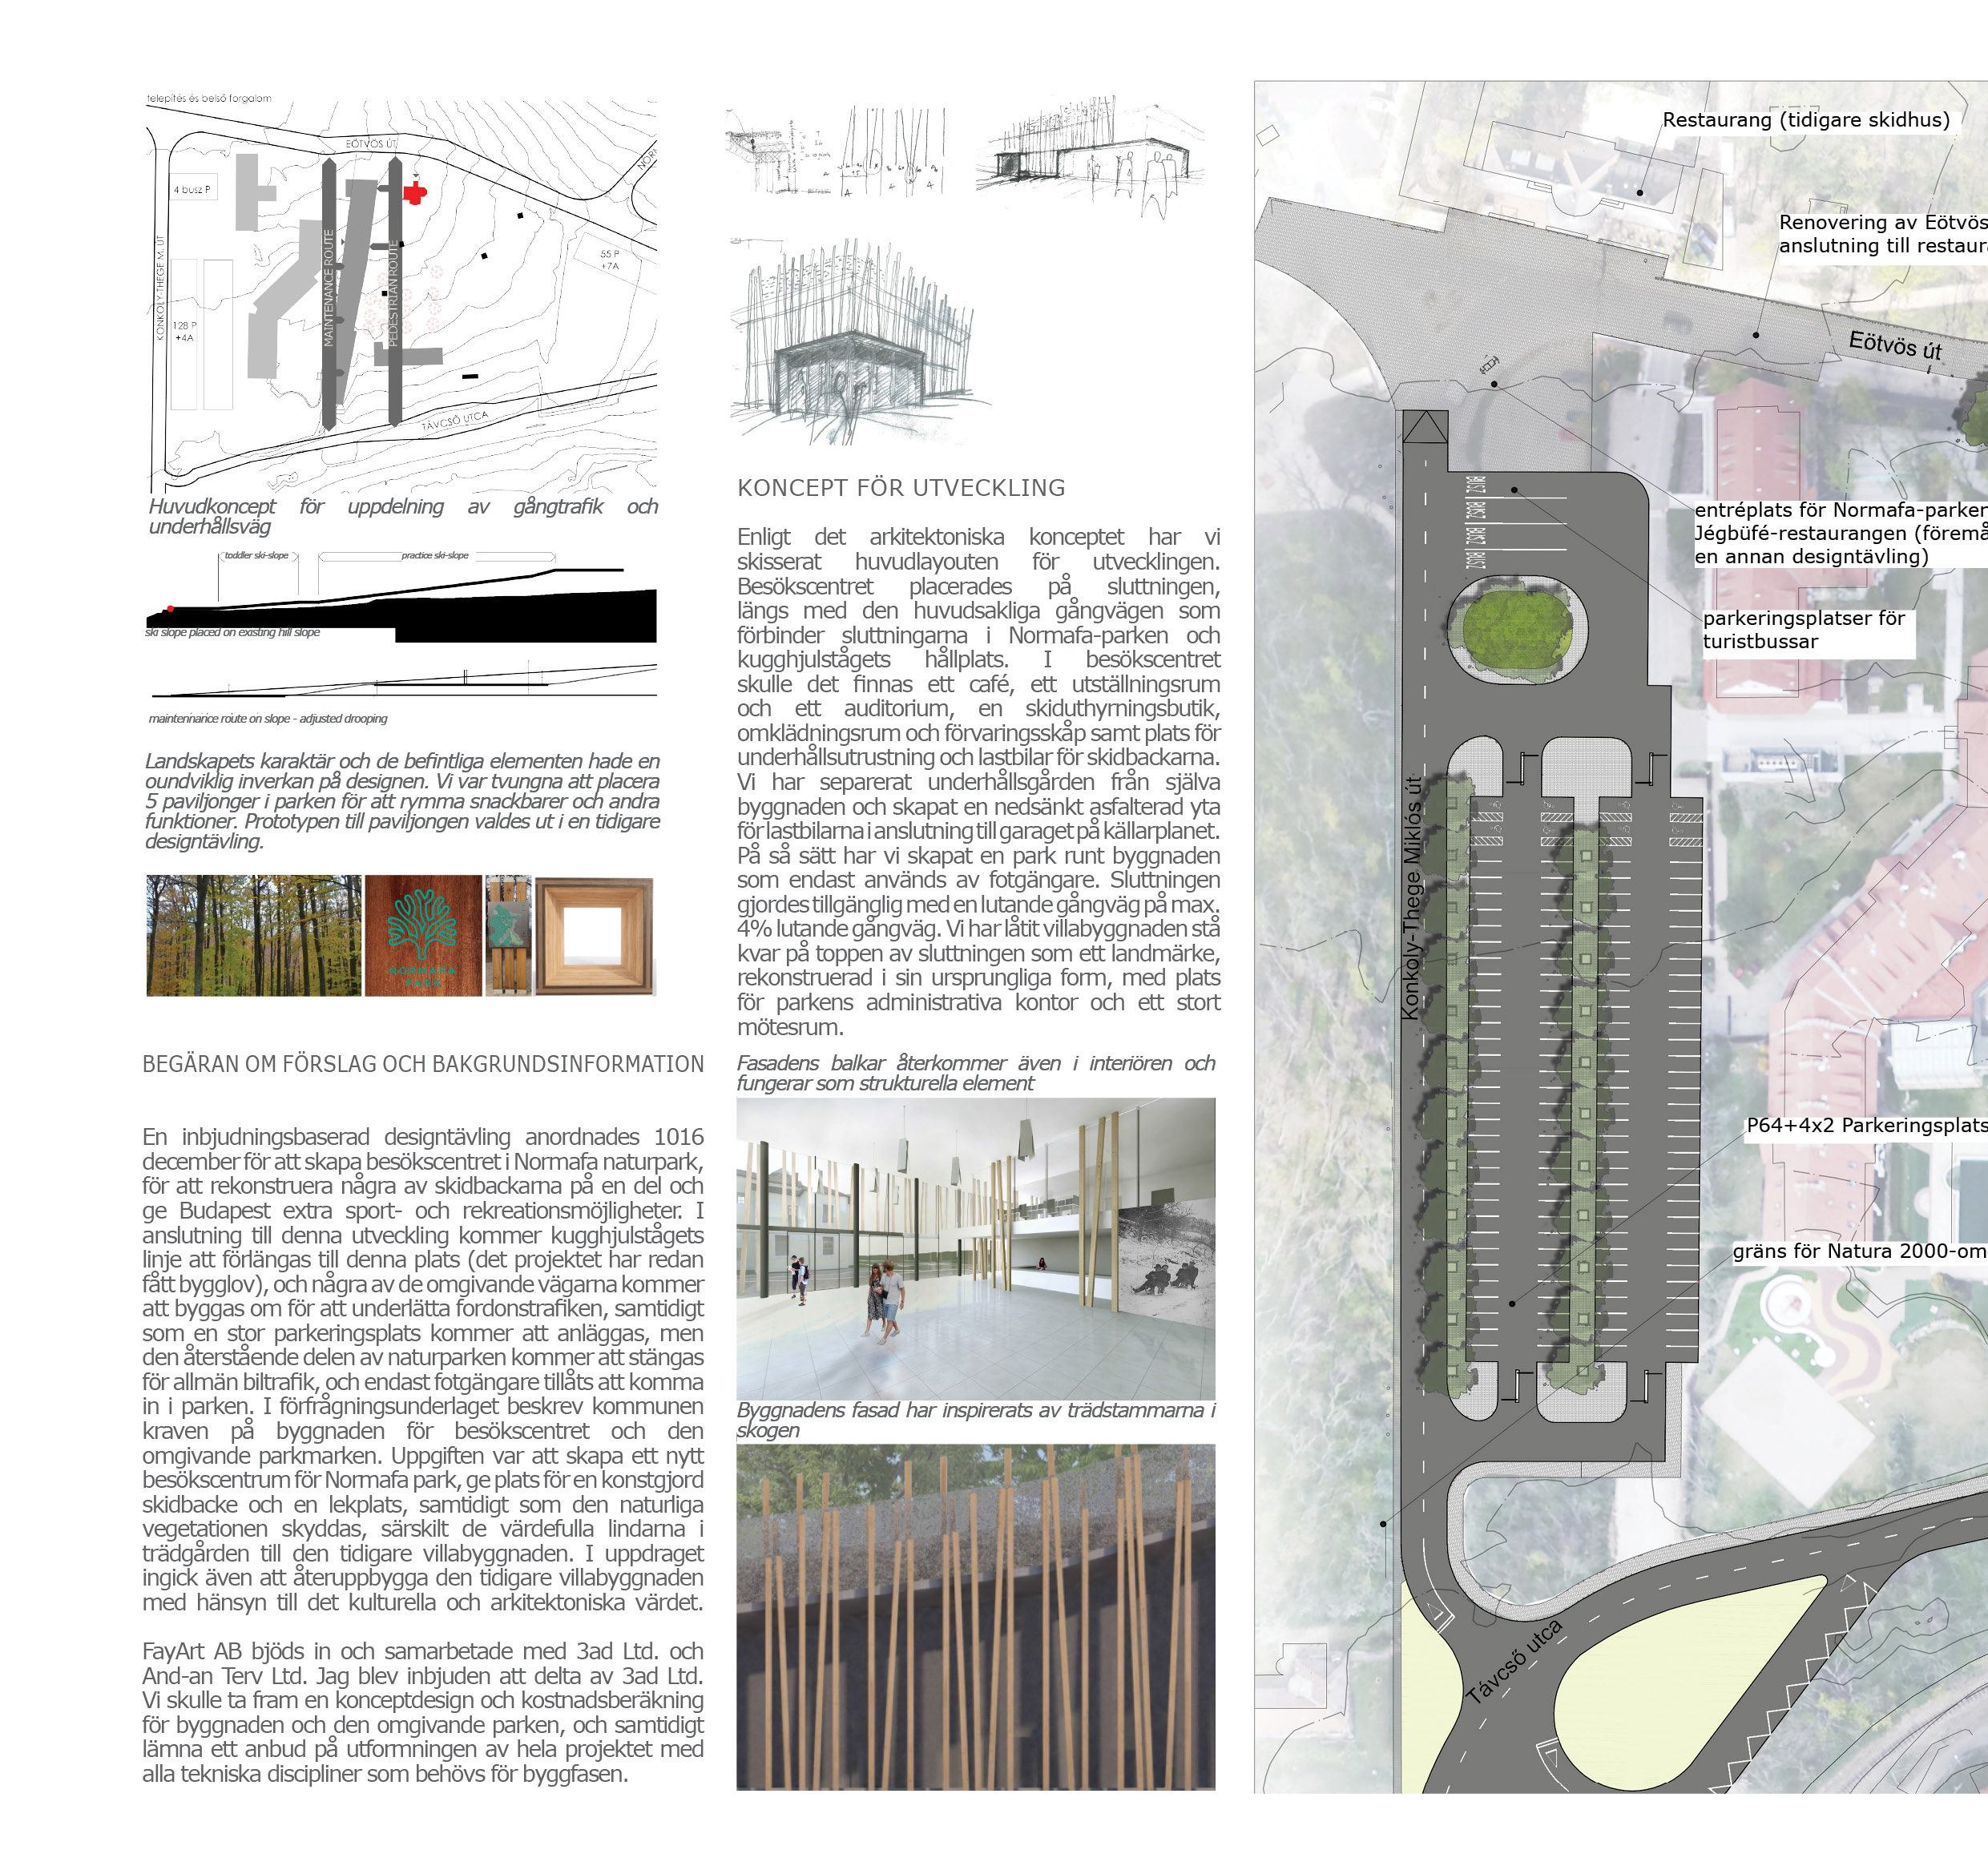 telepítés és belső forgalom
EÖTVÖS ÚT
4 busz P
KONKOLY-THEGE M. ÚT
128 P
+4A
MAINTENANCE ROUTE
PEDESTRIAN ROUTE
55 P
+7A
TÁVCSŐ UTCA
Huvudkoncept för uppdelning av gångtrafik och
underhållsväg
toddler ski-slope
practice ski-slope
ski slope placed on existing hill slope
maintennance route on slope - adjusted drooping
Landskapets karaktär och de befintliga elementen hade en
oundviklig inverkan på designen. Vi var tvungna att placera
5 paviljonger i parken för att rymma snackbarer och andra
funktioner. Prototypen till paviljongen valdes ut i en tidigare
designtävling.
NORMAFA
PARK
BEGÄRAN OM FÖRSLAG OCH BAKGRUNDSINFORMATION
En inbjudningsbaserad designtävling anordnades 1016
december för att skapa besökscentret i Normafa naturpark,
för att rekonstruera några av skidbackarna på en del och
ge Budapest extra sport- och rekreationsmöjligheter. I
anslutning till denna utveckling kommer kugghjulstågets
linje att förlängas till denna plats (det projektet har redan
fått bygglov), och några av de omgivande vägarna kommer
att byggas om för att underlätta fordonstrafiken, samtidigt
som en stor parkeringsplats kommer att anläggas, men
den återstående delen av naturparken kommer att stängas
för allmän biltrafik, och endast fotgängare tillåts att komma
in i parken. I förfrågningsunderlaget beskrev kommunen
kraven på byggnaden för besökscentret och den
omgivande parkmarken. Uppgiften var att skapa ett nytt
besökscentrum för Normafa park, ge plats för en konstgjord
skidbacke och en lekplats, samtidigt som den naturliga
vegetationen skyddas, särskilt de värdefulla lindarna i
trädgården till den tidigare villabyggnaden. I uppdraget
ingick även att återuppbygga den tidigare villabyggnaden
med hänsyn till det kulturella och arkitektoniska värdet.
FayArt AB bjöds in och samarbetade med 3ad Ltd. och
And-an Terv Ltd. Jag blev inbjuden att delta av 3ad Ltd.
Vi skulle ta fram en konceptdesign och kostnadsberäkning
för byggnaden och den omgivande parken, och samtidigt
lämna ett anbud på utformningen av hela projektet med
alla tekniska discipliner som behövs för byggfasen.
KONCEPT FÖR UTVECKLING
Enligt det arkitektoniska konceptet har vi
skisserat huvudlayouten för utvecklingen.
Besökscentret placerades på sluttningen,
längs med den huvudsakliga gångvägen som
förbinder sluttningarna i Normafa-parken och
kugghjulstågets hållplats. I besökscentret
skulle det finnas ett café, ett utställningsrum
och ett auditorium, en skiduthyrningsbutik,
omklädningsrum och förvaringsskåp samt plats för
underhållsutrustning och lastbilar för skidbackarna.
Vi har separerat underhållsgården från själva
byggnaden och skapat en nedsänkt asfalterad yta
för lastbilarna i anslutning till garaget på källarplanet.
På så sätt har vi skapat en park runt byggnaden
som endast används av fotgängare. Sluttningen
gjordes tillgänglig med en lutande gångväg på max.
4% lutande gångväg. Vi har låtit villabyggnaden stå
kvar på toppen av sluttningen som ett landmärke,
rekonstruerad i sin ursprungliga form, med plats
för parkens administrativa kontor och ett stort
mötesrum.
Fasadens balkar återkommer även i interiören och
fungerar som strukturella element
Byggnadens fasad har inspirerats av trädstammarna i
skogen
Restaurang (tidigare skidhus)
Renovering av Eötvös
anslutning till restaura
Eötvös út
BUSZ
BUSZ
BUSZ
BUSZ
entréplats för Normafa-parken
Jégbüfé-restaurangen (föremå
en annan designtävling)
parkeringsplatser för
turistbussar
Konkoly-Thege Miklós út
P64+4x2 Parkeringsplats
gräns för Natura 2000-om
Távcső utca